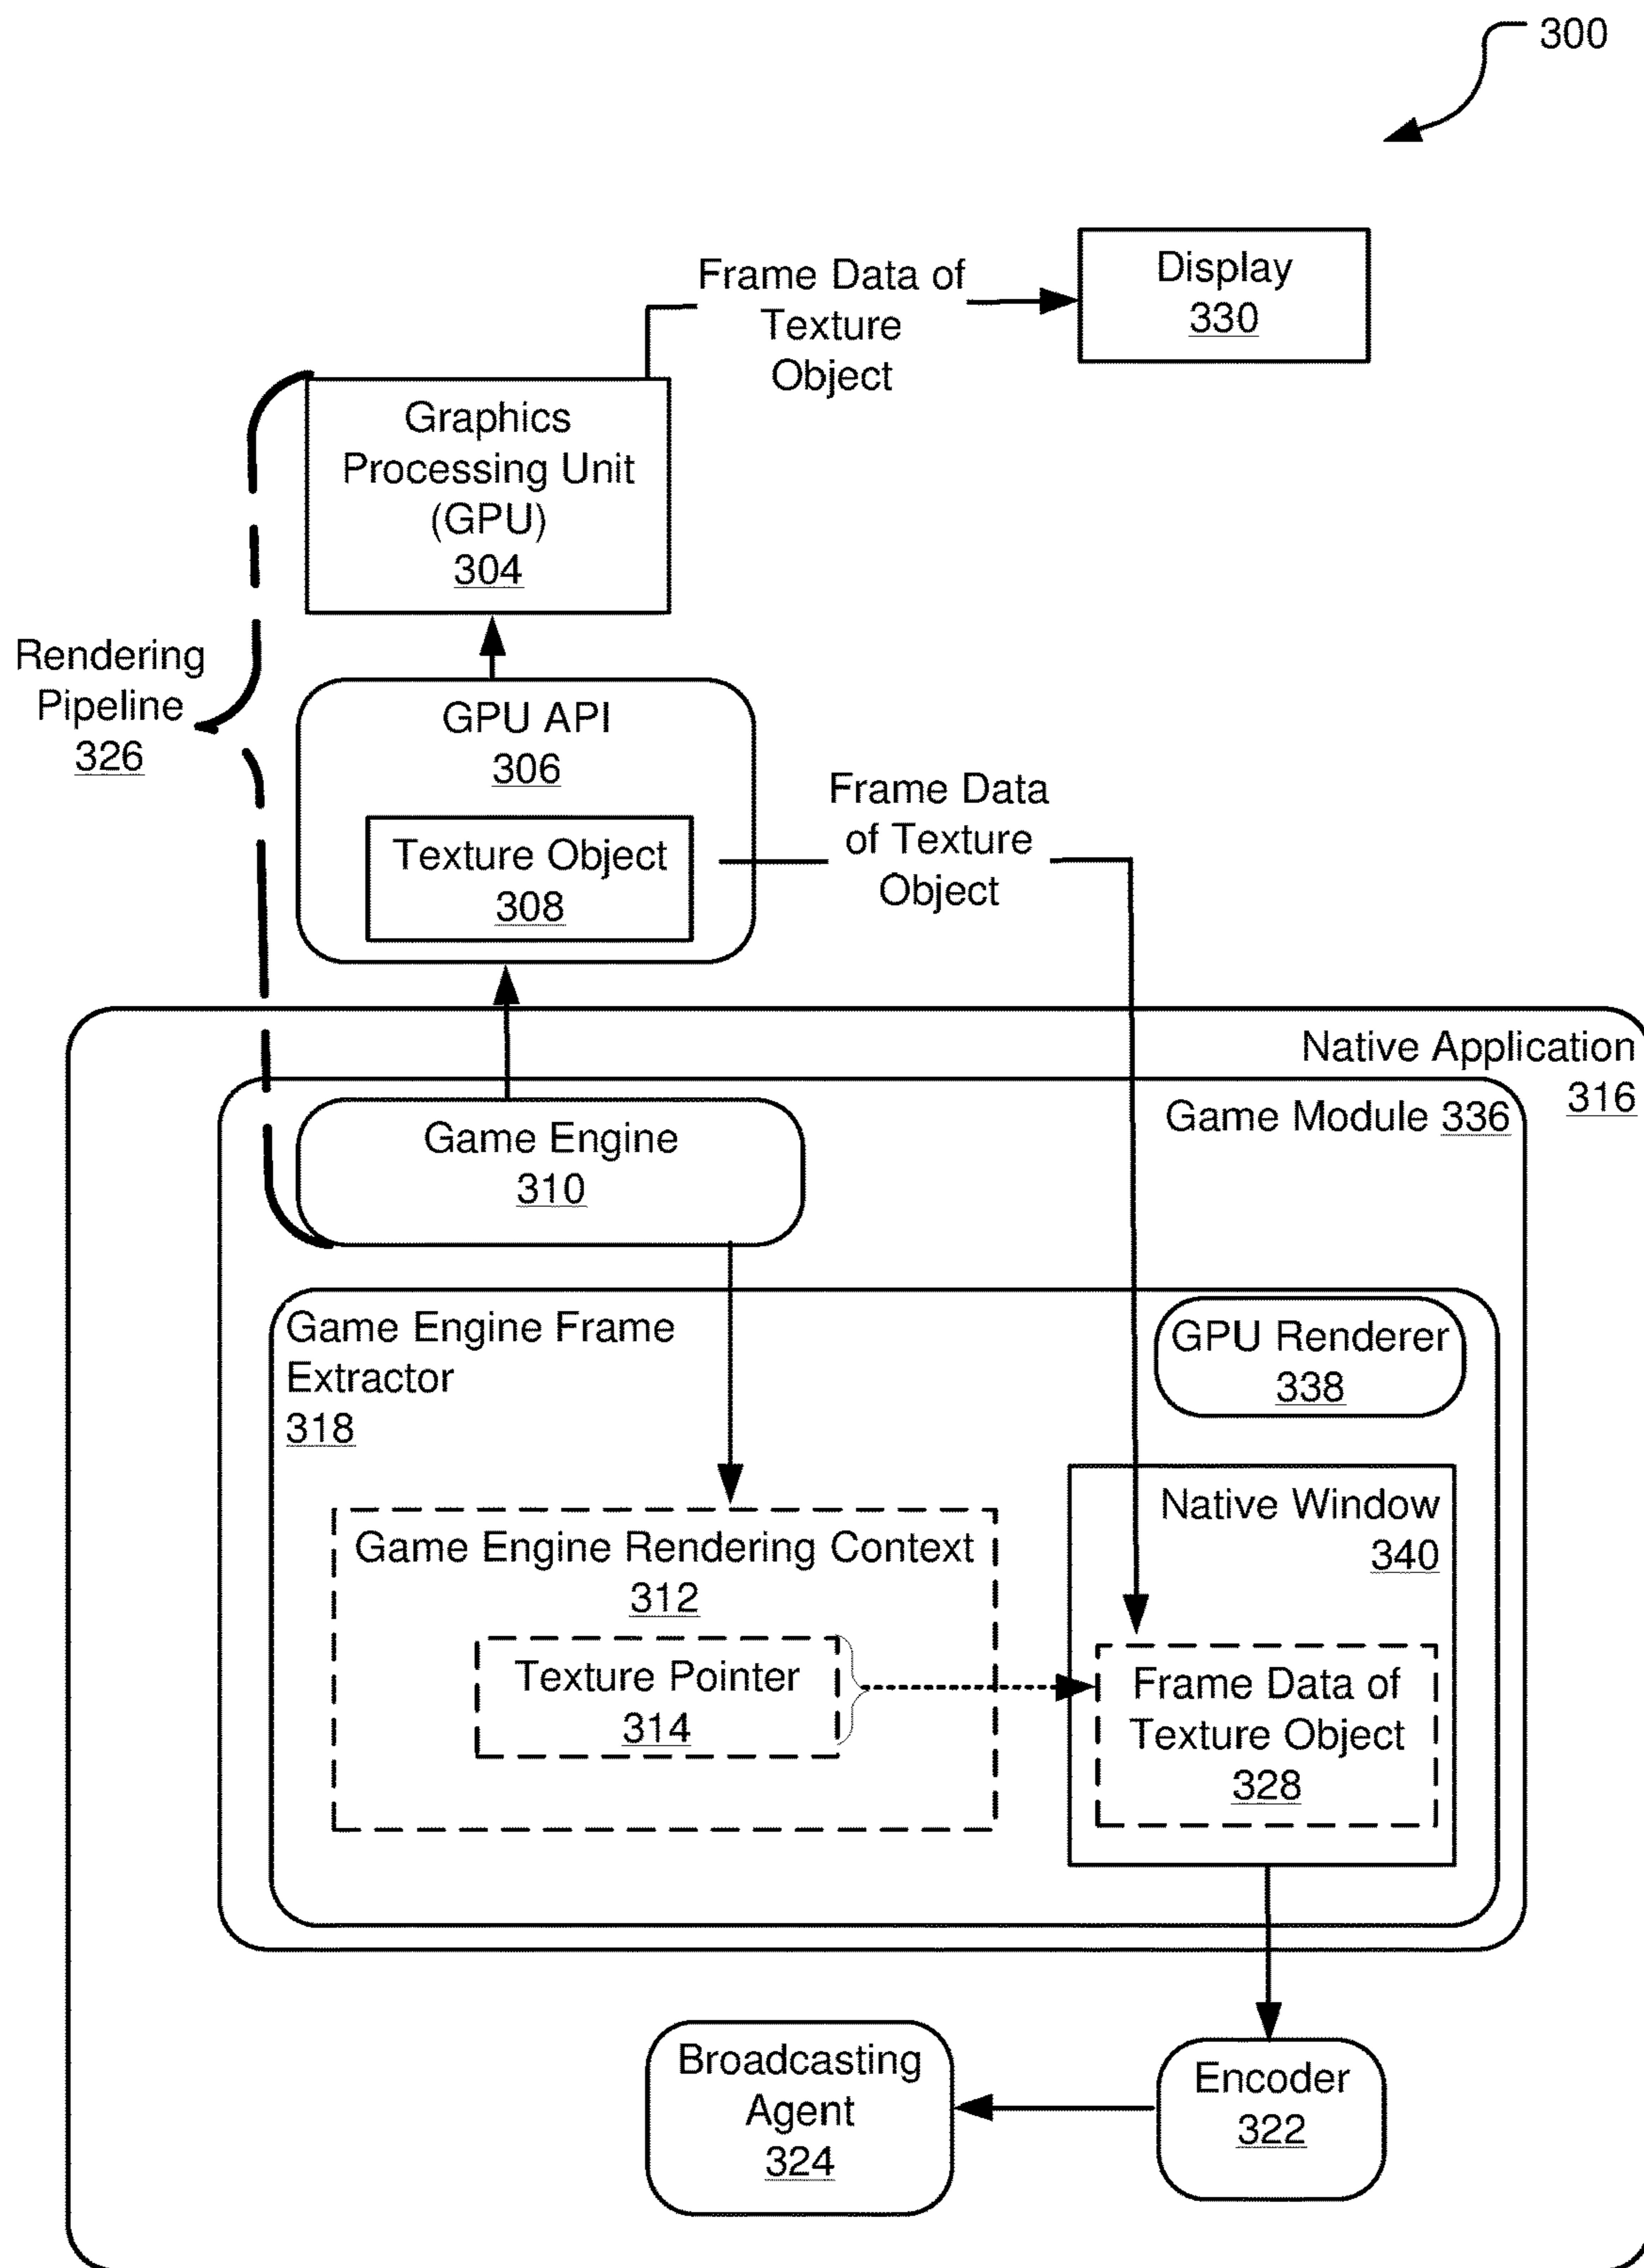 300
Display
330
Frame Data of
Texture
Object
Graphics
Processing Unit
(GPU)
304
Rendering
Pipeline
326
GPU API
306
Texture Object
308
Frame Data
of Texture
Object
Native Application
316
Game Module 336
Game Engine
310
Game Engine Frame
Extractor
318
GPU Renderer
338
Game Engine Rendering Context
312
Texture Pointer
314
Native Window
340
Frame Data of
Texture Object
328
Broadcasting
Agent
324
Encoder
322